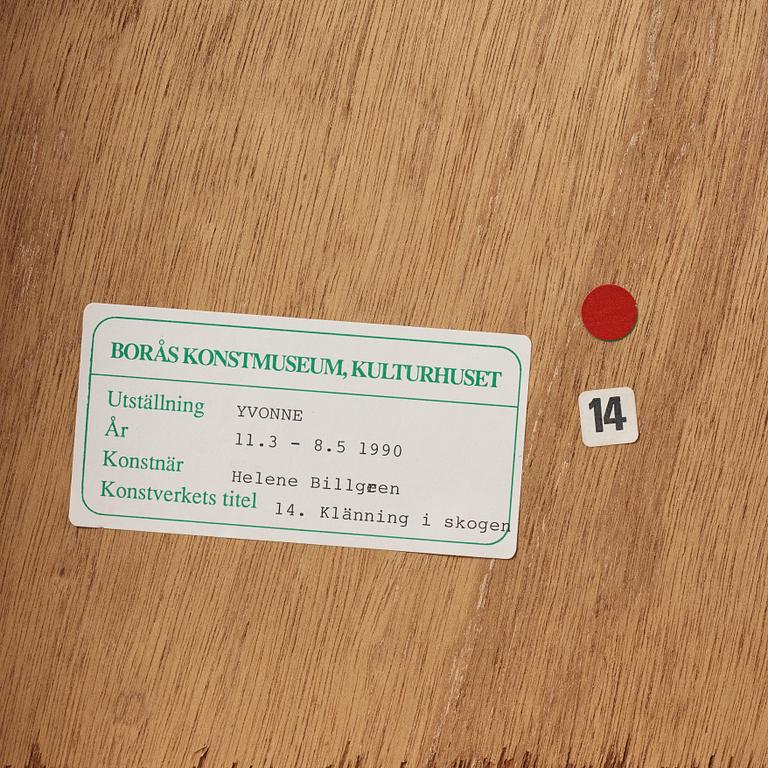 BORÅS KONSTMUSEUM, KULTURHUSET
Utställning YVONNE
År 11.3 - 8.5 1990
Konstnär Helene Billgren
Konstverkets titel 14. Klänning i skogen
14